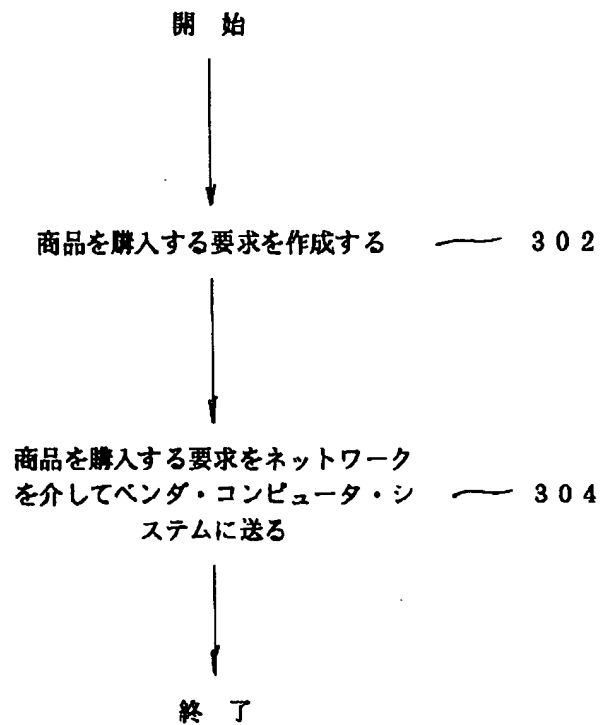 開 始
商品を購入する要求を作成する 302
商品を購入する要求をネットワーク
を介してベンダ・コンピュータ・シ 304
ステムに送る
終 了